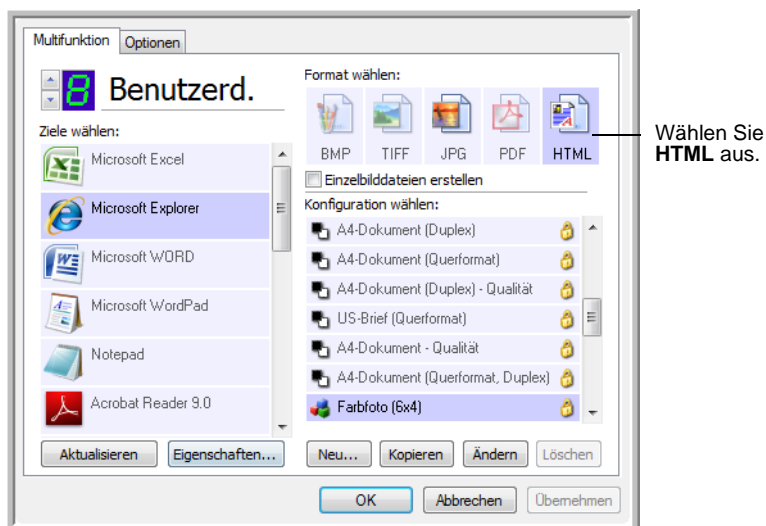 Multifunktion
Optionen
8
Benutzerd.
Ziele wählen:
Microsoft Excel
Microsoft Explorer
Microsoft WORD
Microsoft WordPad
Notepad
Acrobat Reader 9.0
Aktualisieren
Eigenschaften...
Format wählen:
BMP
TIFF
JPG
PDF
HTML
Einzelbilddateien erstellen
Konfiguration wählen:
A4-Dokument (Duplex)
A4-Dokument (Querformat)
A4-Dokument (Duplex) - Qualität
US-Brief (Querformat)
A4-Dokument - Qualität
A4-Dokument (Querformat, Duplex)
Farbfoto (6x4)
Neu...
Kopieren
Ändern
Löschen
OK
Abbrechen
Übernehmen
Wählen Sie
HTML aus.